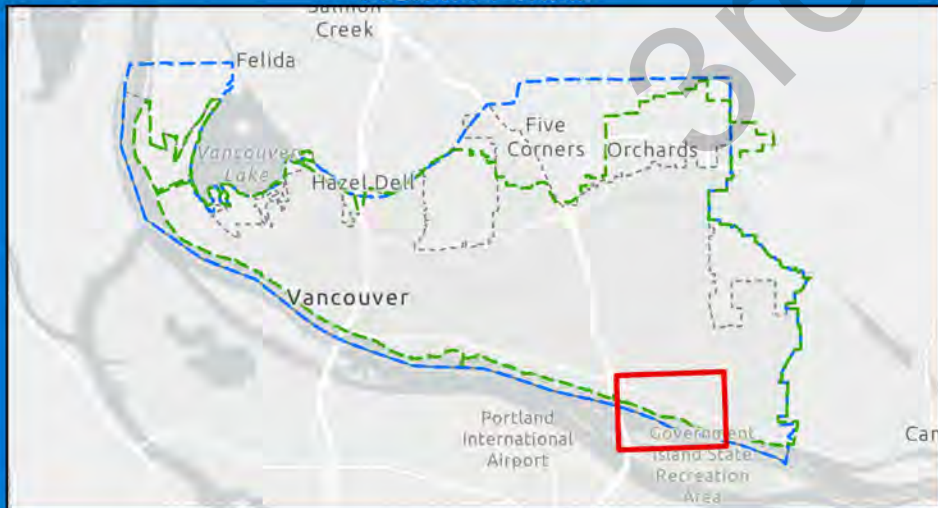 Salmon
Creek
Felida
Five
Corners
Orchards
Vancouver
Lake
Hazel Dell
Vancouver
Portland
International
Airport
Government
Island State
Recreation
Area
3r